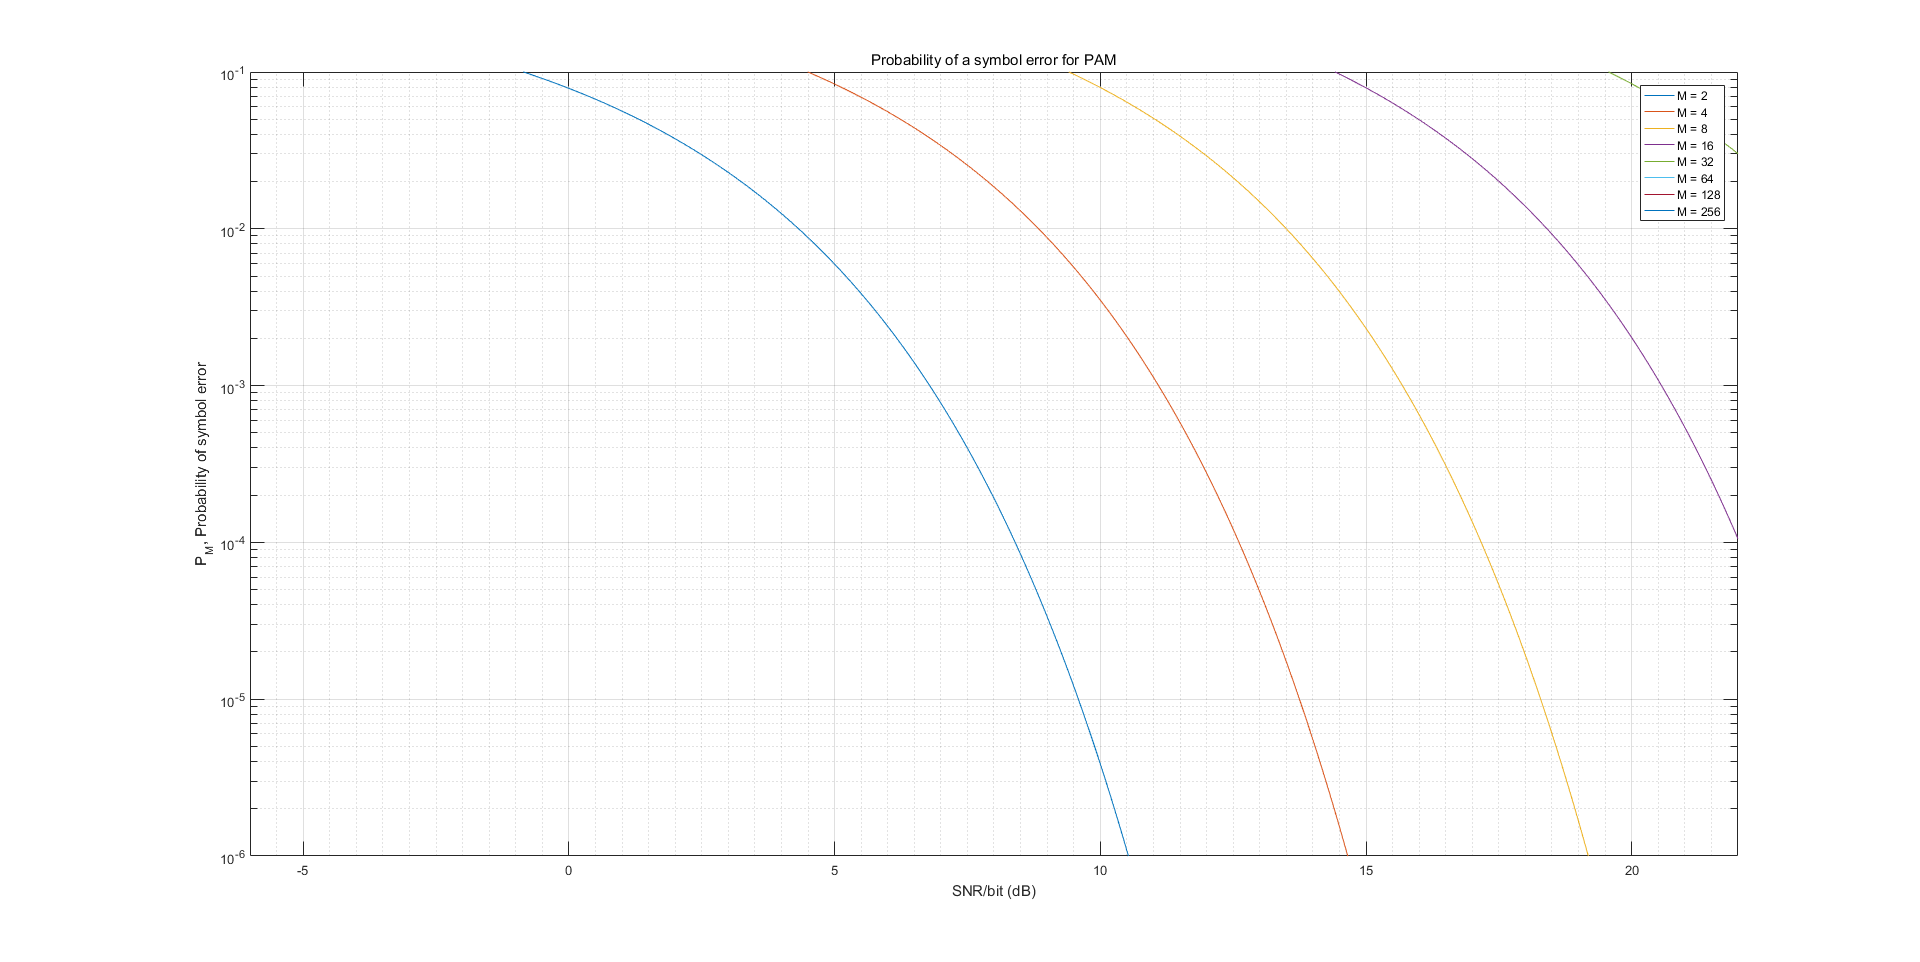 Probability of a symbol error for PAM
10^-1
10^-2
10^-3
10^-4
10^-5
10^-6
P_M, Probability of symbol error
M = 2
M = 4
M = 8
M = 16
M = 32
M = 64
M = 128
M = 256
-5 0 5 10 15 20
SNR/bit (dB)